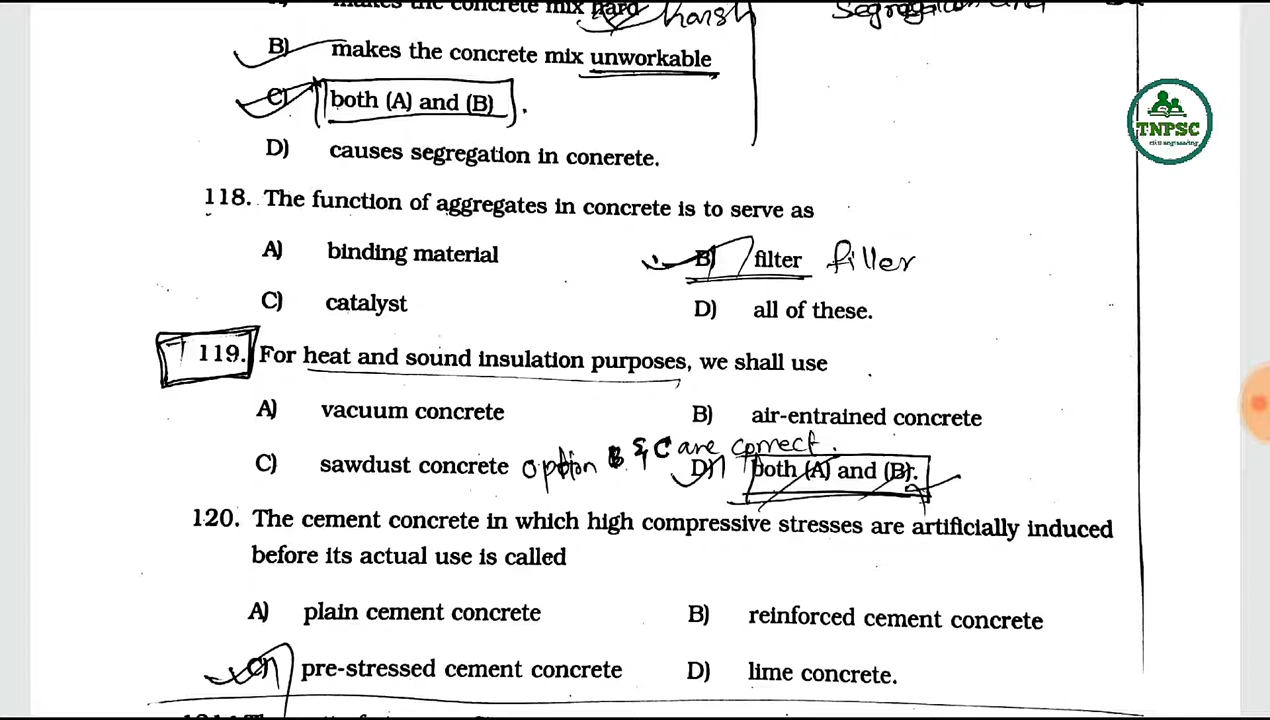 makes the concrete mix hard harsh
Segregation and
B) makes the concrete mix unworkable
C) both (A) and (B) .
D) causes segregation in conerete.
TNPSC
118. The function of aggregates in concrete is to serve as
A) binding material B) filter filler
C) catalyst D) all of these.
119. For heat and sound insulation purposes, we shall use
A) vacuum concrete B) air-entrained concrete
option B & C are correct.
C) sawdust concrete D) both (A) and (B).
120. The cement concrete in which high compressive stresses are artificially induced
before its actual use is called
A) plain cement concrete B) reinforced cement concrete
C) pre-stressed cement concrete D) lime concrete.